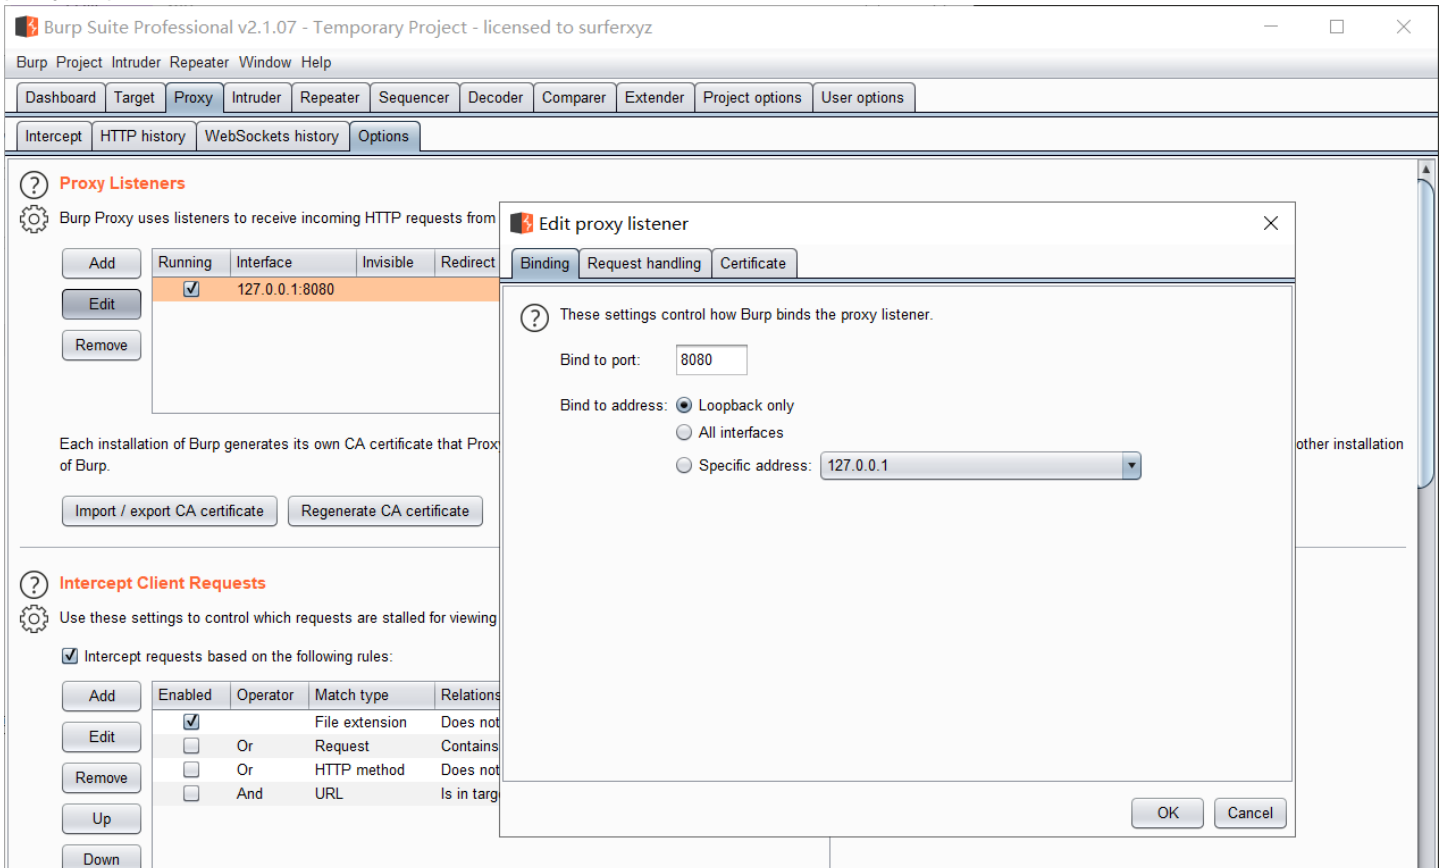 Burp Suite Professional v2.1.07 - Temporary Project - licensed to surferxyz
Burp Project Intruder Repeater Window Help
Dashboard Target Proxy Intruder Repeater Sequencer Decoder Comparer Extender Project options User options
Intercept HTTP history WebSockets history Options
Proxy Listeners
Burp Proxy uses listeners to receive incoming HTTP requests from
Add
Edit
Remove
Running Interface Invisible Redirect
127.0.0.1:8080
Each installation of Burp generates its own CA certificate that Prox
other installation
of Burp.
Import / export CA certificate Regenerate CA certificate
Intercept Client Requests
Use these settings to control which requests are stalled for viewing
Intercept requests based on the following rules:
Add
Edit
Remove
Up
Down
Enabled Operator Match type Relations
File extension Does not
Or Request Contains
Or HTTP method Does not
And URL Is in targ
Edit proxy listener
Binding Request handling Certificate
These settings control how Burp binds the proxy listener.
Bind to port: 8080
Bind to address: Loopback only
All interfaces
Specific address: 127.0.0.1
OK Cancel